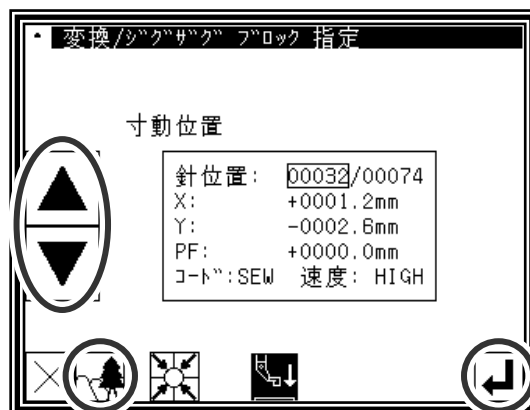 変換/ｼﾞｸﾞｻﾞｸﾞ ﾌﾞﾛｯｸ 指定
寸動位置
針位置: 00032/00074
X: +0001.2mm
Y: -0002.6mm
PF: +0000.0mm
ｺｰﾄﾞ:SEW 速度: HIGH